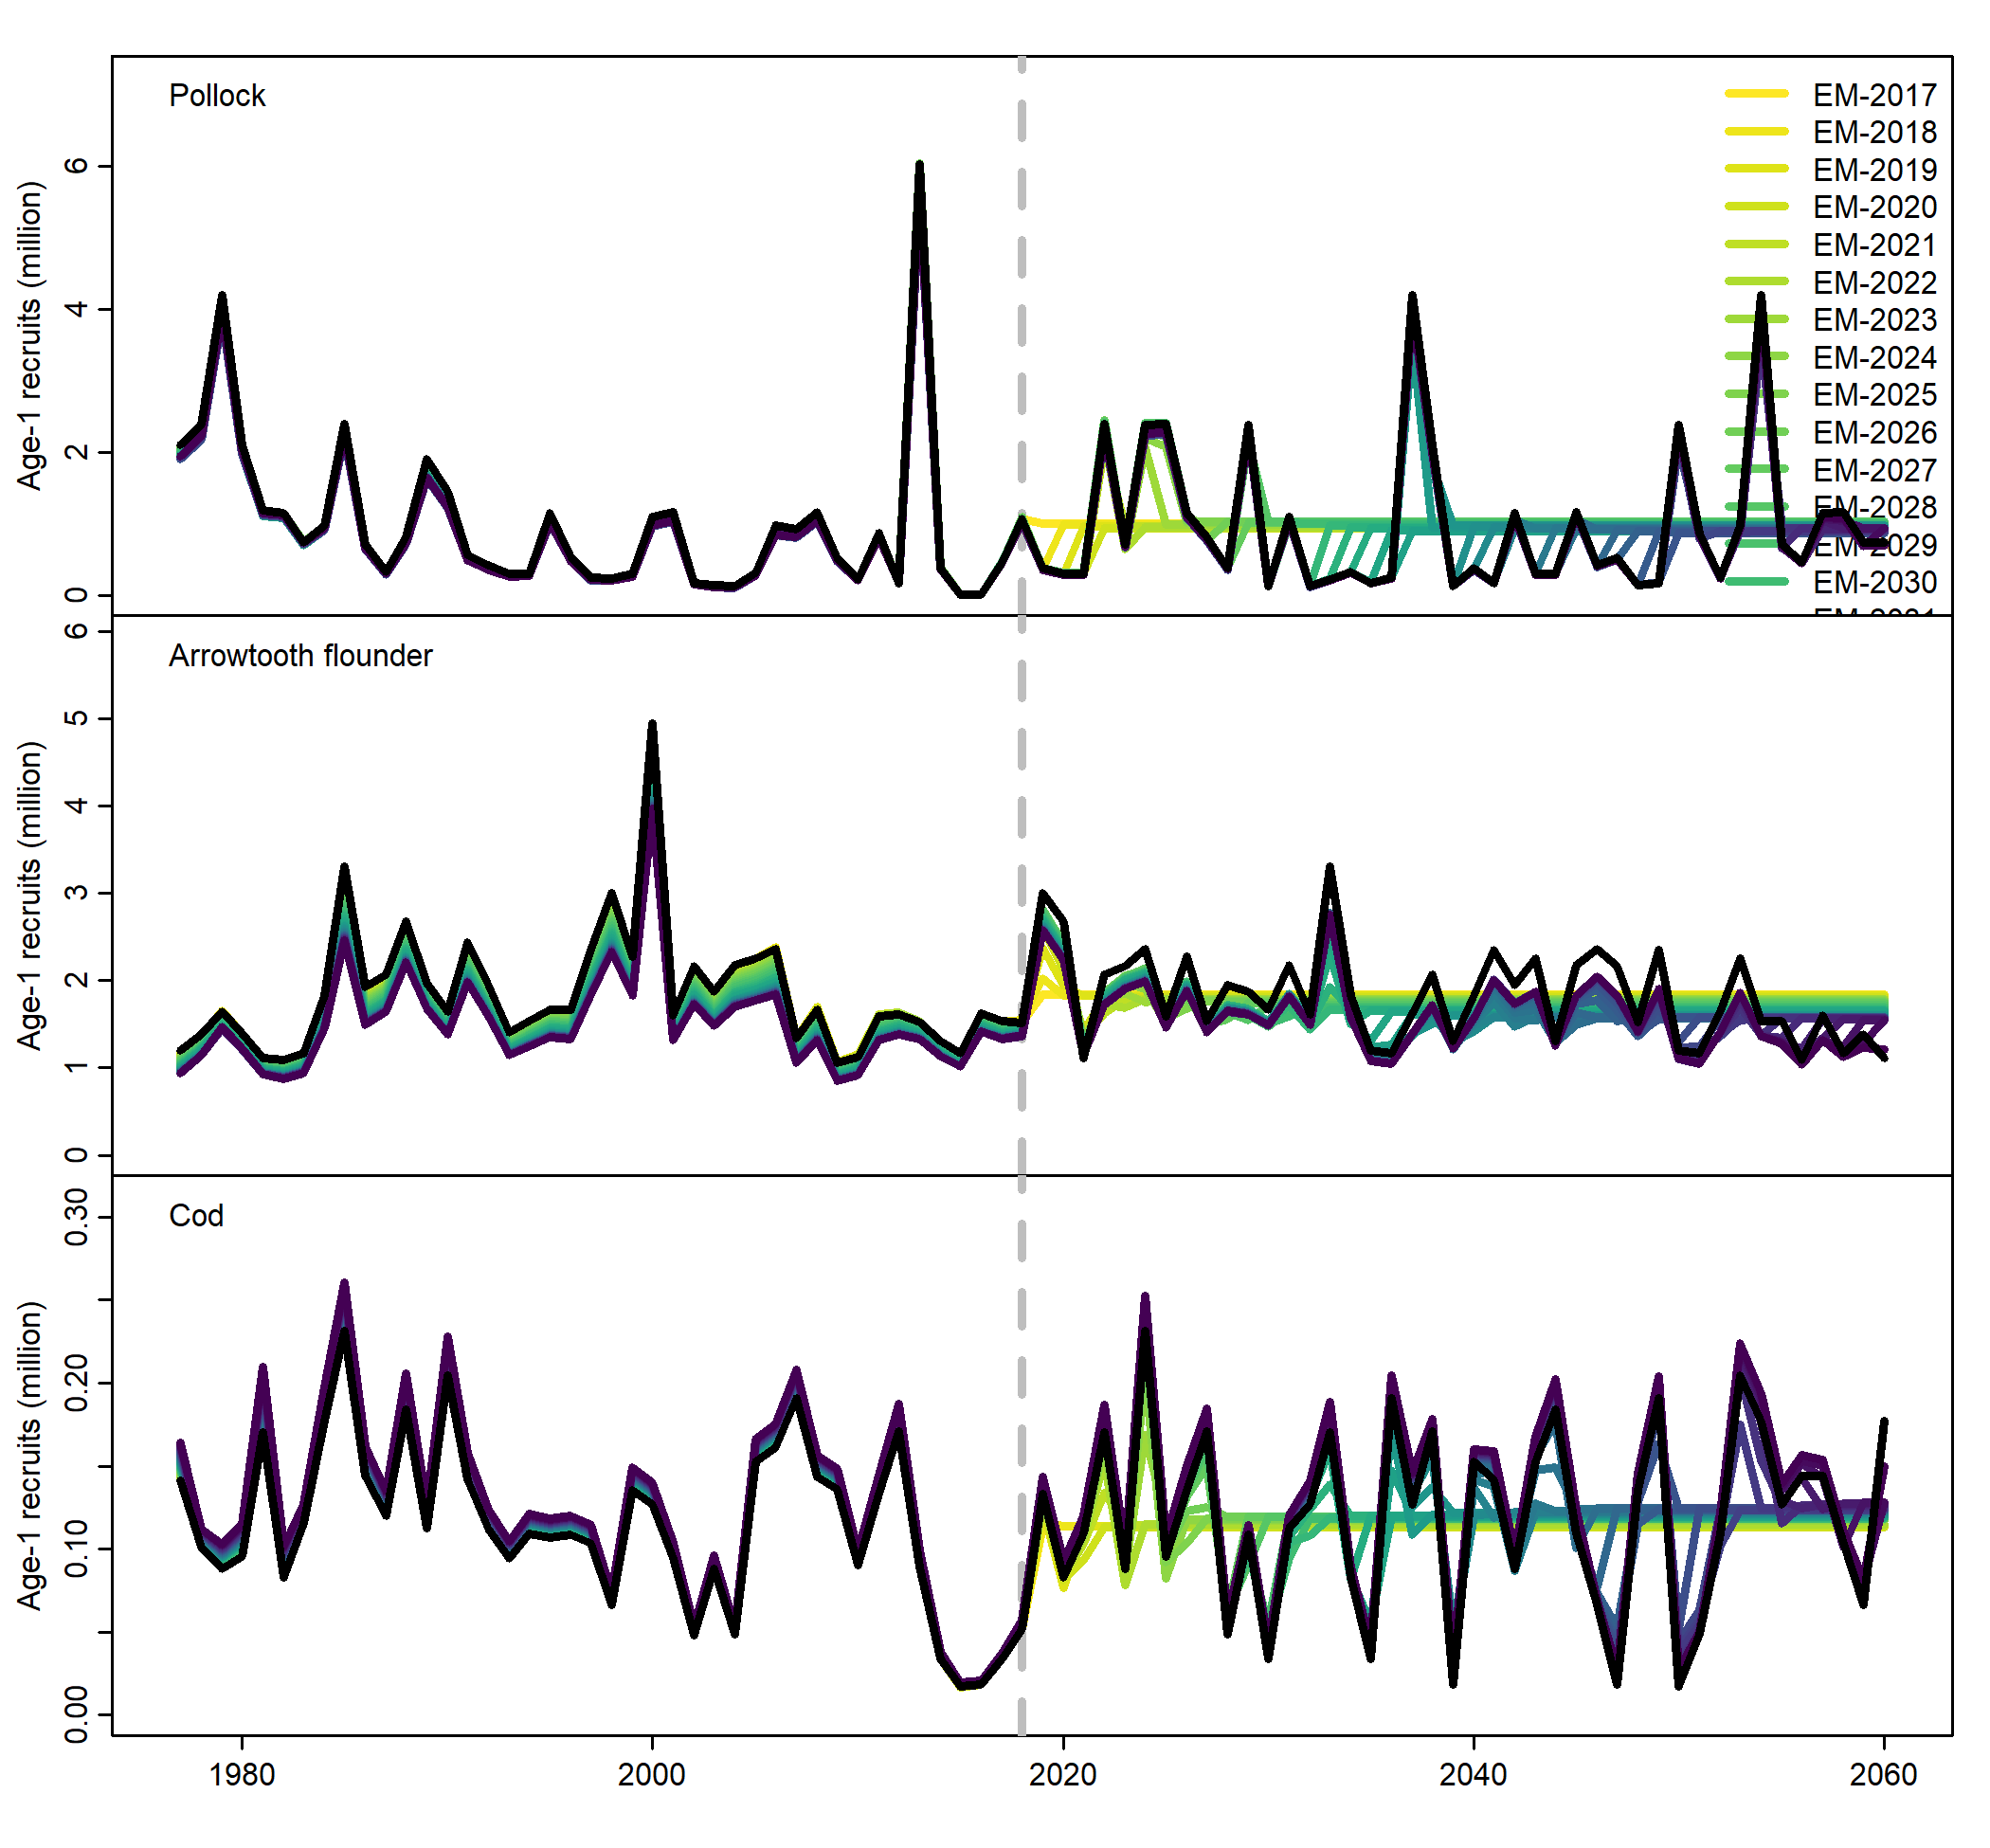 Pollock
EM-2017
EM-2018
EM-2019
EM-2020
EM-2021
EM-2022
EM-2023
EM-2024
EM-2025
EM-2026
EM-2027
EM-2028
EM-2029
EM-2030
Age-1 recruits (million)
6
4
2
0
Arrowtooth flounder
Age-1 recruits (million)
6
5
4
3
2
1
0
Cod
Age-1 recruits (million)
0.30
0.20
0.10
0.00
1980 2000 2020 2040 2060